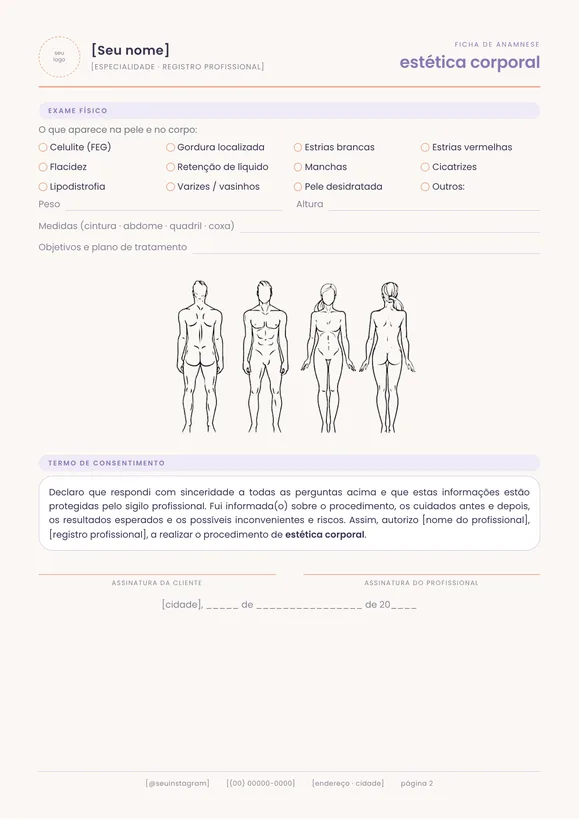 seu
logo
[Seu nome]
[ESPECIALIDADE · REGISTRO PROFISSIONAL]
FICHA DE ANAMNESE
estética corporal
EXAME FÍSICO
O que aparece na pele e no corpo:
Celulite (FEG) Gordura localizada Estrias brancas Estrias vermelhas
Flacidez Retenção de líquido Manchas Cicatrizes
Lipodistrofia Varizes / vasinhos Pele desidratada Outros:
Peso Altura
Medidas (cintura · abdome · quadril · coxa)
Objetivos e plano de tratamento
TERMO DE CONSENTIMENTO
Declaro que respondi com sinceridade a todas as perguntas acima e que estas informações estão
protegidas pelo sigilo profissional. Fui informada(o) sobre o procedimento, os cuidados antes e depois,
os resultados esperados e os possíveis inconvenientes e riscos. Assim, autorizo [nome do profissional],
[registro profissional], a realizar o procedimento de estética corporal.
ASSINATURA DA CLIENTE ASSINATURA DO PROFISSIONAL
[cidade], _____ de ________________ de 20____
[@seuinstagram] [(00) 00000-0000] [endereço · cidade] página 2